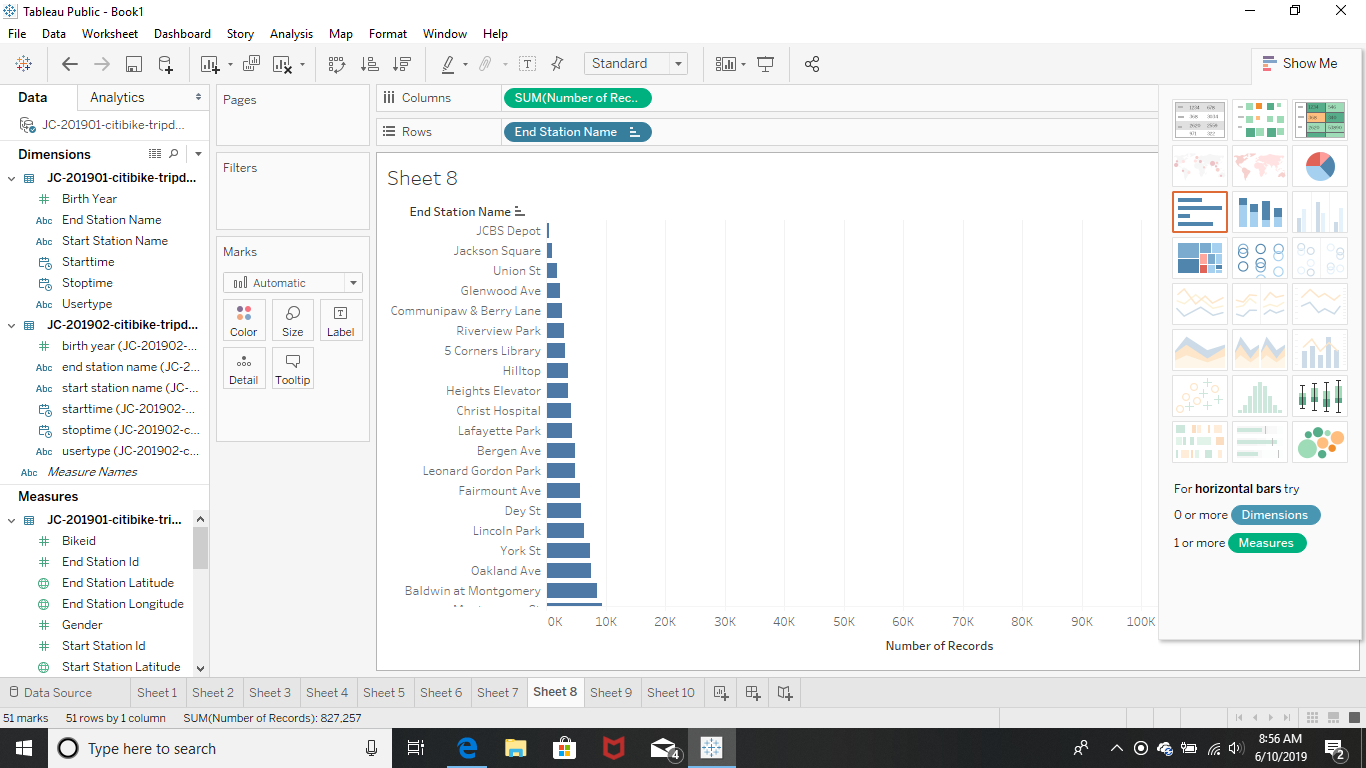 Tableau Public - Book1
File Data Worksheet Dashboard Story Analysis Map Format Window Help
Standard
Show Me
Data Analytics
JC-201901-citibike-tripd...
Dimensions
JC-201901-citibike-tripd...
Birth Year
Abc End Station Name
Abc Start Station Name
Starttime
Stoptime
Abc Usertype
JC-201902-citibike-tripd...
birth year (JC-201902-...
Abc end station name (JC-2...
Abc start station name (JC-...
starttime (JC-201902-...
stoptime (JC-201902-c...
Abc usertype (JC-201902-c...
Abc Measure Names
Measures
JC-201901-citibike-tri...
Bikeid
End Station Id
End Station Latitude
End Station Longitude
Gender
Start Station Id
Start Station Latitude
Pages
Filters
Marks
Automatic
Color Size Label
Detail Tooltip
Columns SUM(Number of Rec..
Rows End Station Name
Sheet 8
End Station Name
JCBS Depot
Jackson Square
Union St
Glenwood Ave
Communipaw & Berry Lane
Riverview Park
5 Corners Library
Hilltop
Heights Elevator
Christ Hospital
Lafayette Park
Bergen Ave
Leonard Gordon Park
Fairmount Ave
Dey St
Lincoln Park
York St
Oakland Ave
Baldwin at Montgomery
0K 10K 20K 30K 40K 50K 60K 70K 80K 90K 100K
Number of Records
For horizontal bars try
0 or more Dimensions
1 or more Measures
Data Source Sheet 1 Sheet 2 Sheet 3 Sheet 4 Sheet 5 Sheet 6 Sheet 7 Sheet 8 Sheet 9 Sheet 10
51 marks 51 rows by 1 column SUM(Number of Records): 827,257
Type here to search
4
8:56 AM
6/10/2019
2